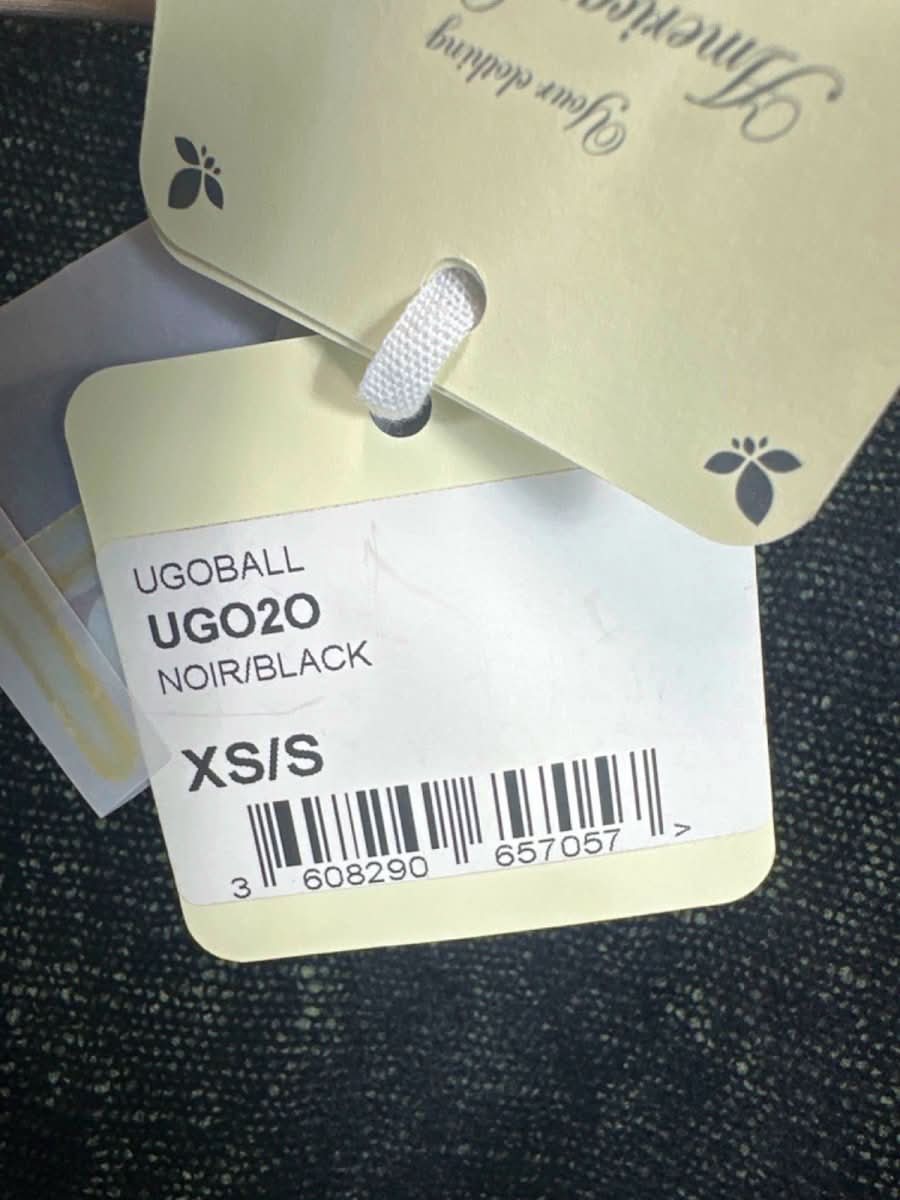 Your clothing
UGOBALL
UGO2O
NOIR/BLACK
XS/S
3 608290 657057 >